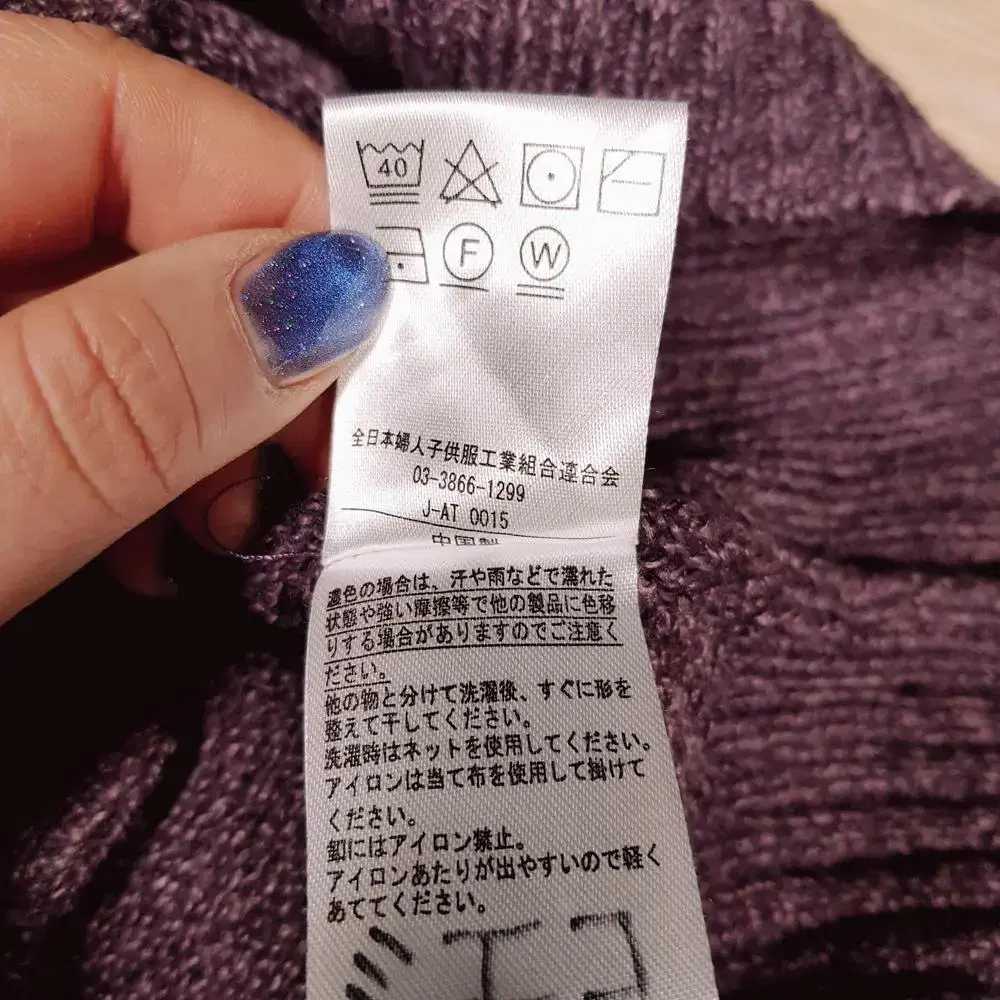 40
F
W
全日本婦人子供服工業組合連合会
03-3866-1299
J-AT 0015
中国製
濃色の場合は、汗や雨などで濡れた
状態や強い摩擦等で他の製品に色移
りする場合がありますのでご注意く
ださい。
他の物と分けて洗濯後、すぐに形を
整えて干してください。
洗濯時はネットを使用してください。
アイロンは当て布を使用して掛けて
ください。
釦にはアイロン禁止。
アイロンあたりが出やすいので軽く
あててください。